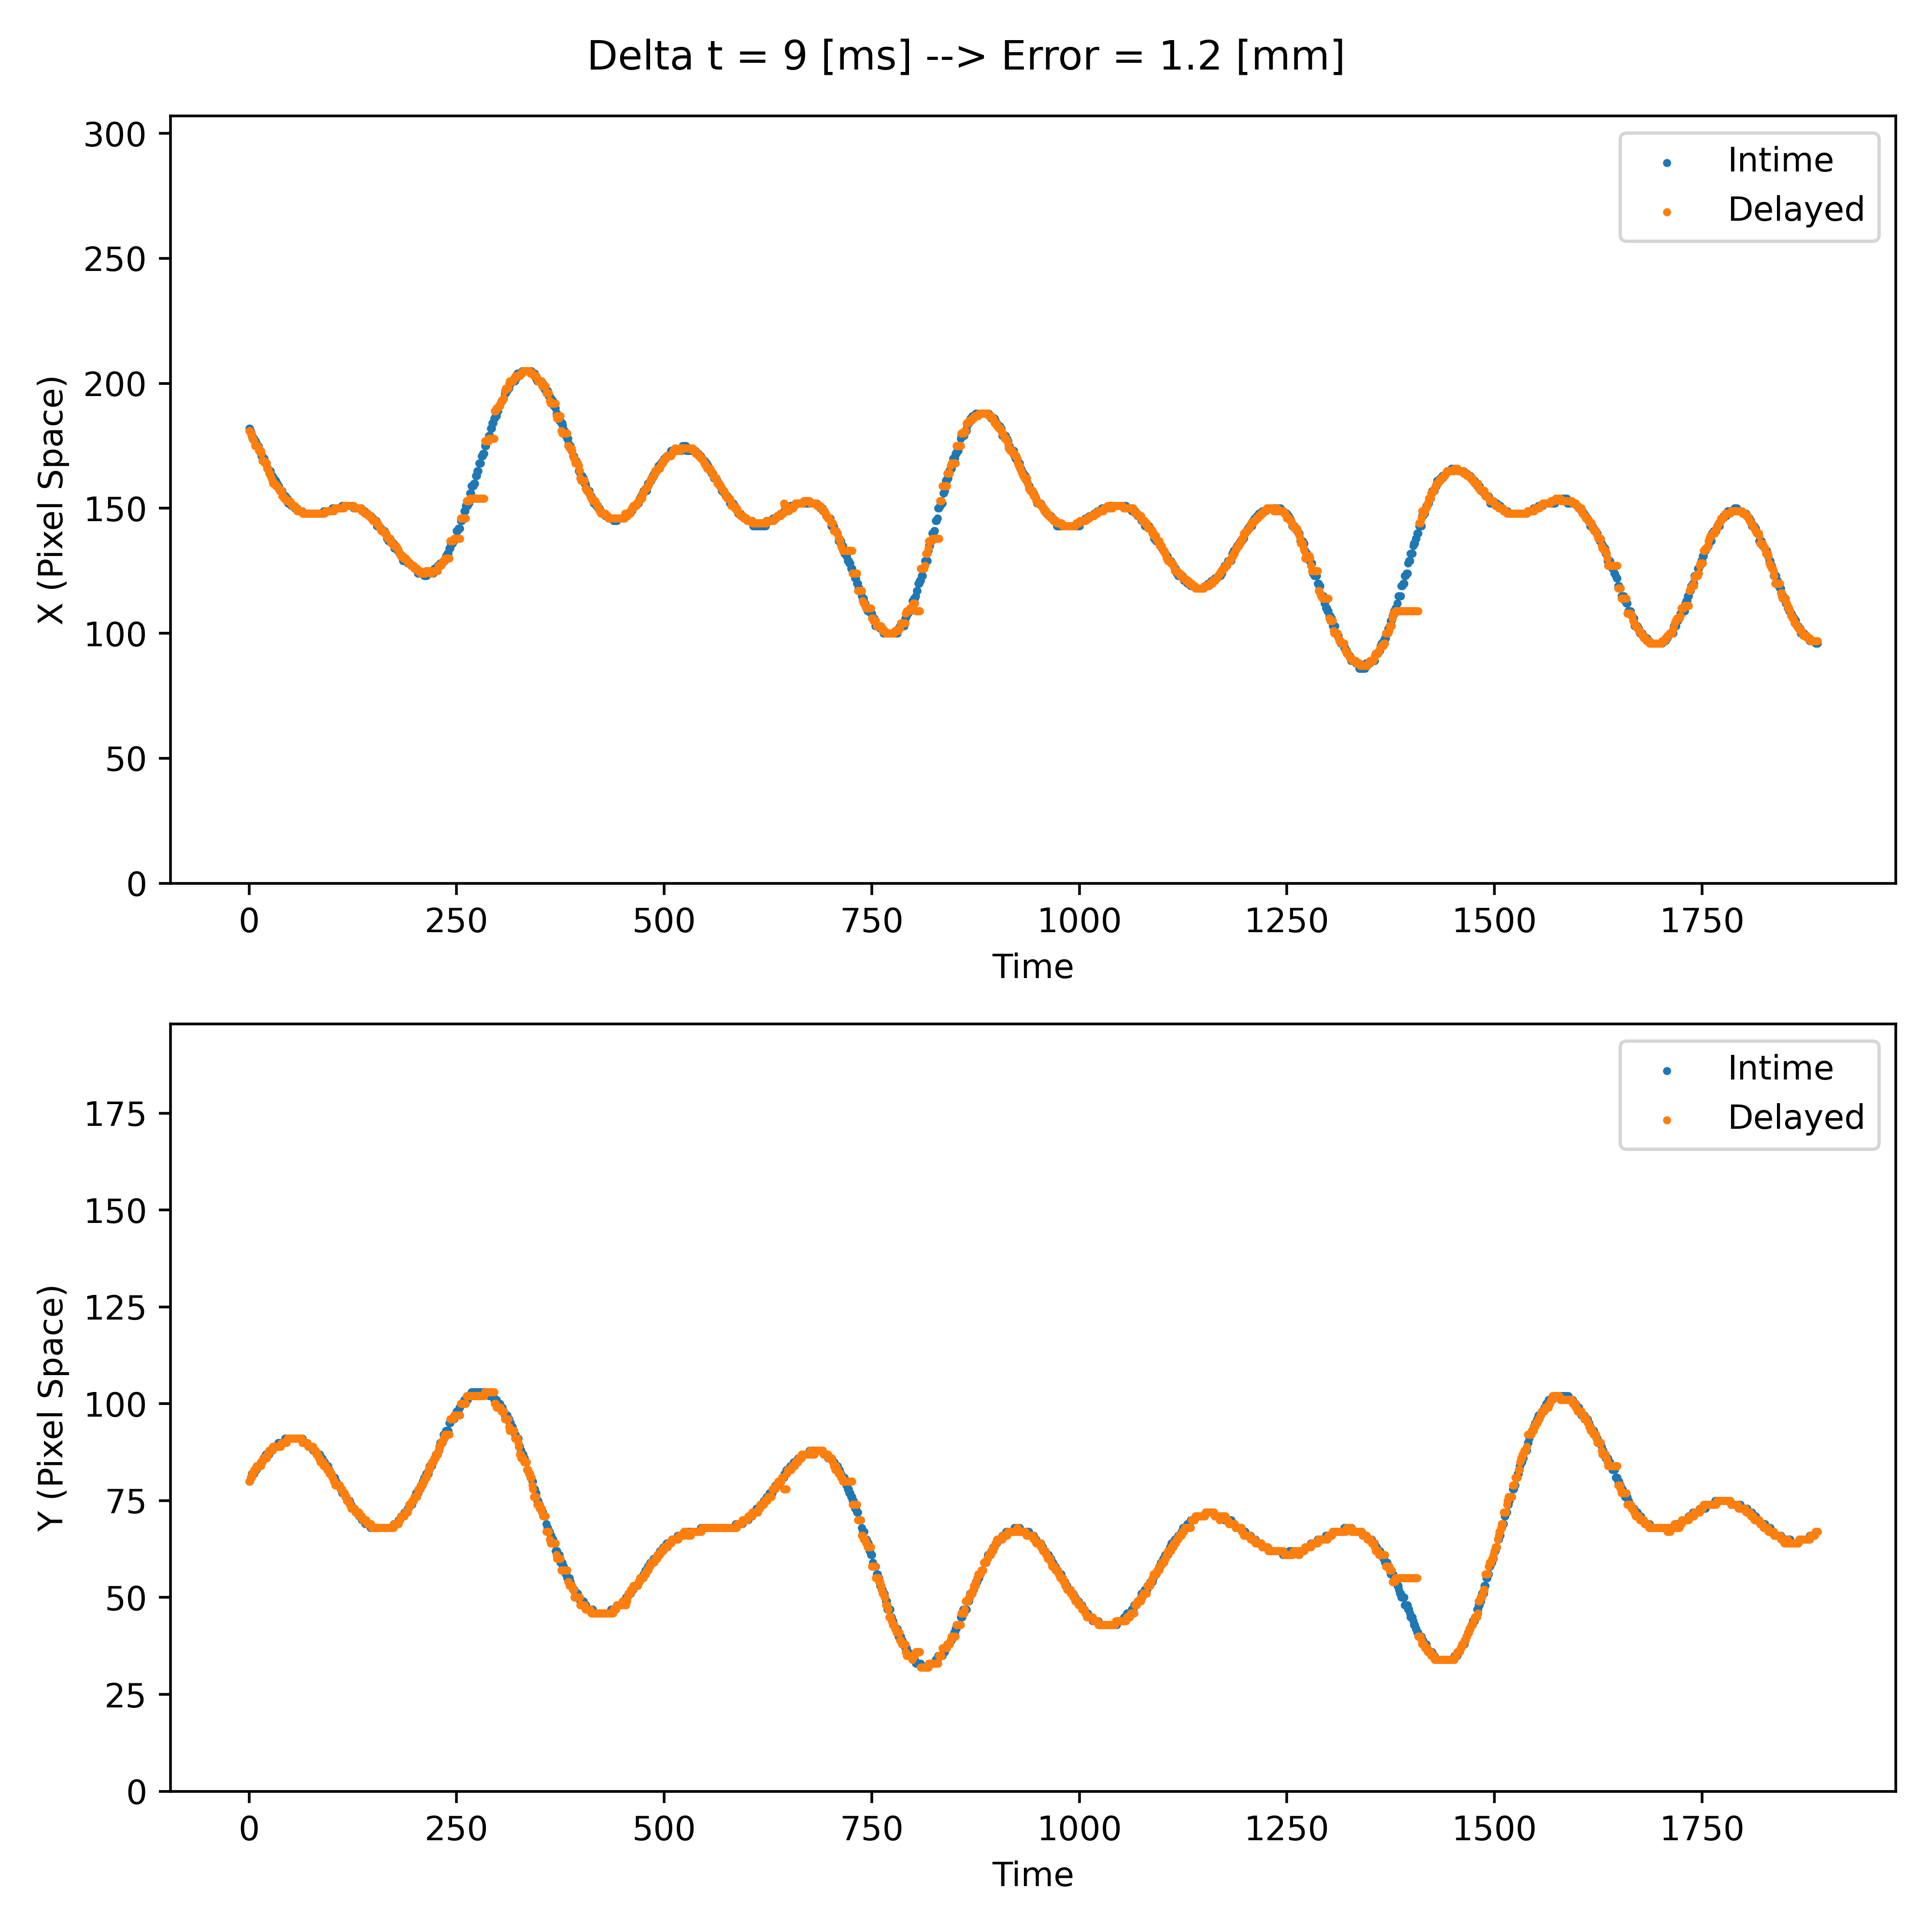 Delta t = 9 [ms] --> Error = 1.2 [mm]
300
250
200
150
100
50
0
X (Pixel Space)
Intime
Delayed
0 250 500 750 1000 1250 1500 1750
Time
175
150
125
100
75
50
25
0
Y (Pixel Space)
Intime
Delayed
0 250 500 750 1000 1250 1500 1750
Time